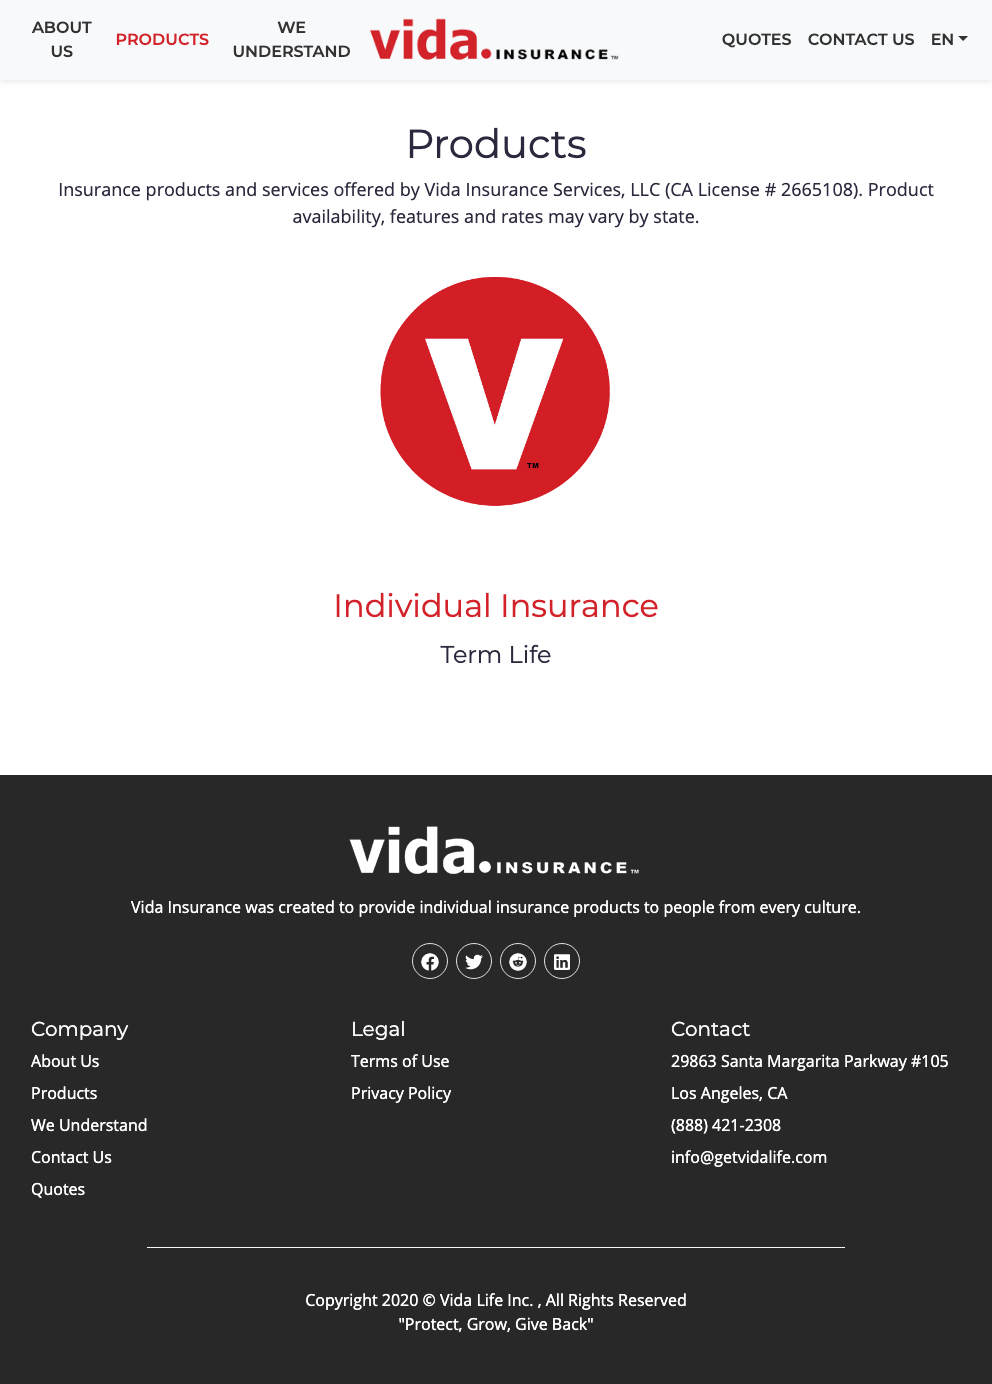 ABOUT US
PRODUCTS
WE UNDERSTAND
vida. INSURANCE™
QUOTES
CONTACT US
EN
Products
Insurance products and services offered by Vida Insurance Services, LLC (CA License # 2665108). Product
availability, features and rates may vary by state.
V™
Individual Insurance
Term Life
vida. INSURANCE™
Vida Insurance was created to provide individual insurance products to people from every culture.
Company
About Us
Products
We Understand
Contact Us
Quotes
Legal
Terms of Use
Privacy Policy
Contact
29863 Santa Margarita Parkway #105
Los Angeles, CA
(888) 421-2308
info@getvidalife.com
Copyright 2020 © Vida Life Inc. , All Rights Reserved
"Protect, Grow, Give Back"